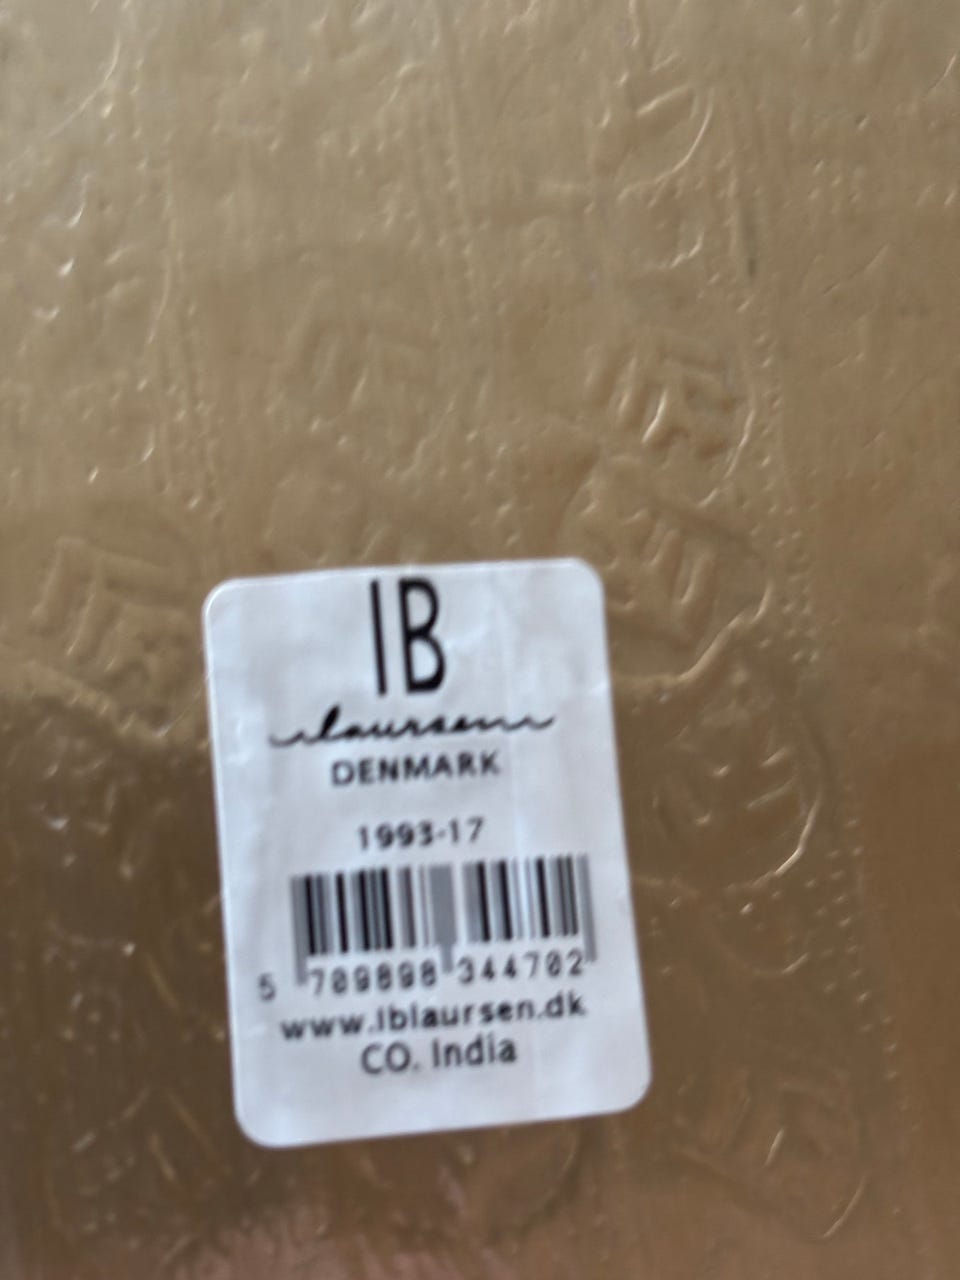 IB
laursen
DENMARK
1993-17
5 709898 344702
www.iblaursen.dk
CO. India